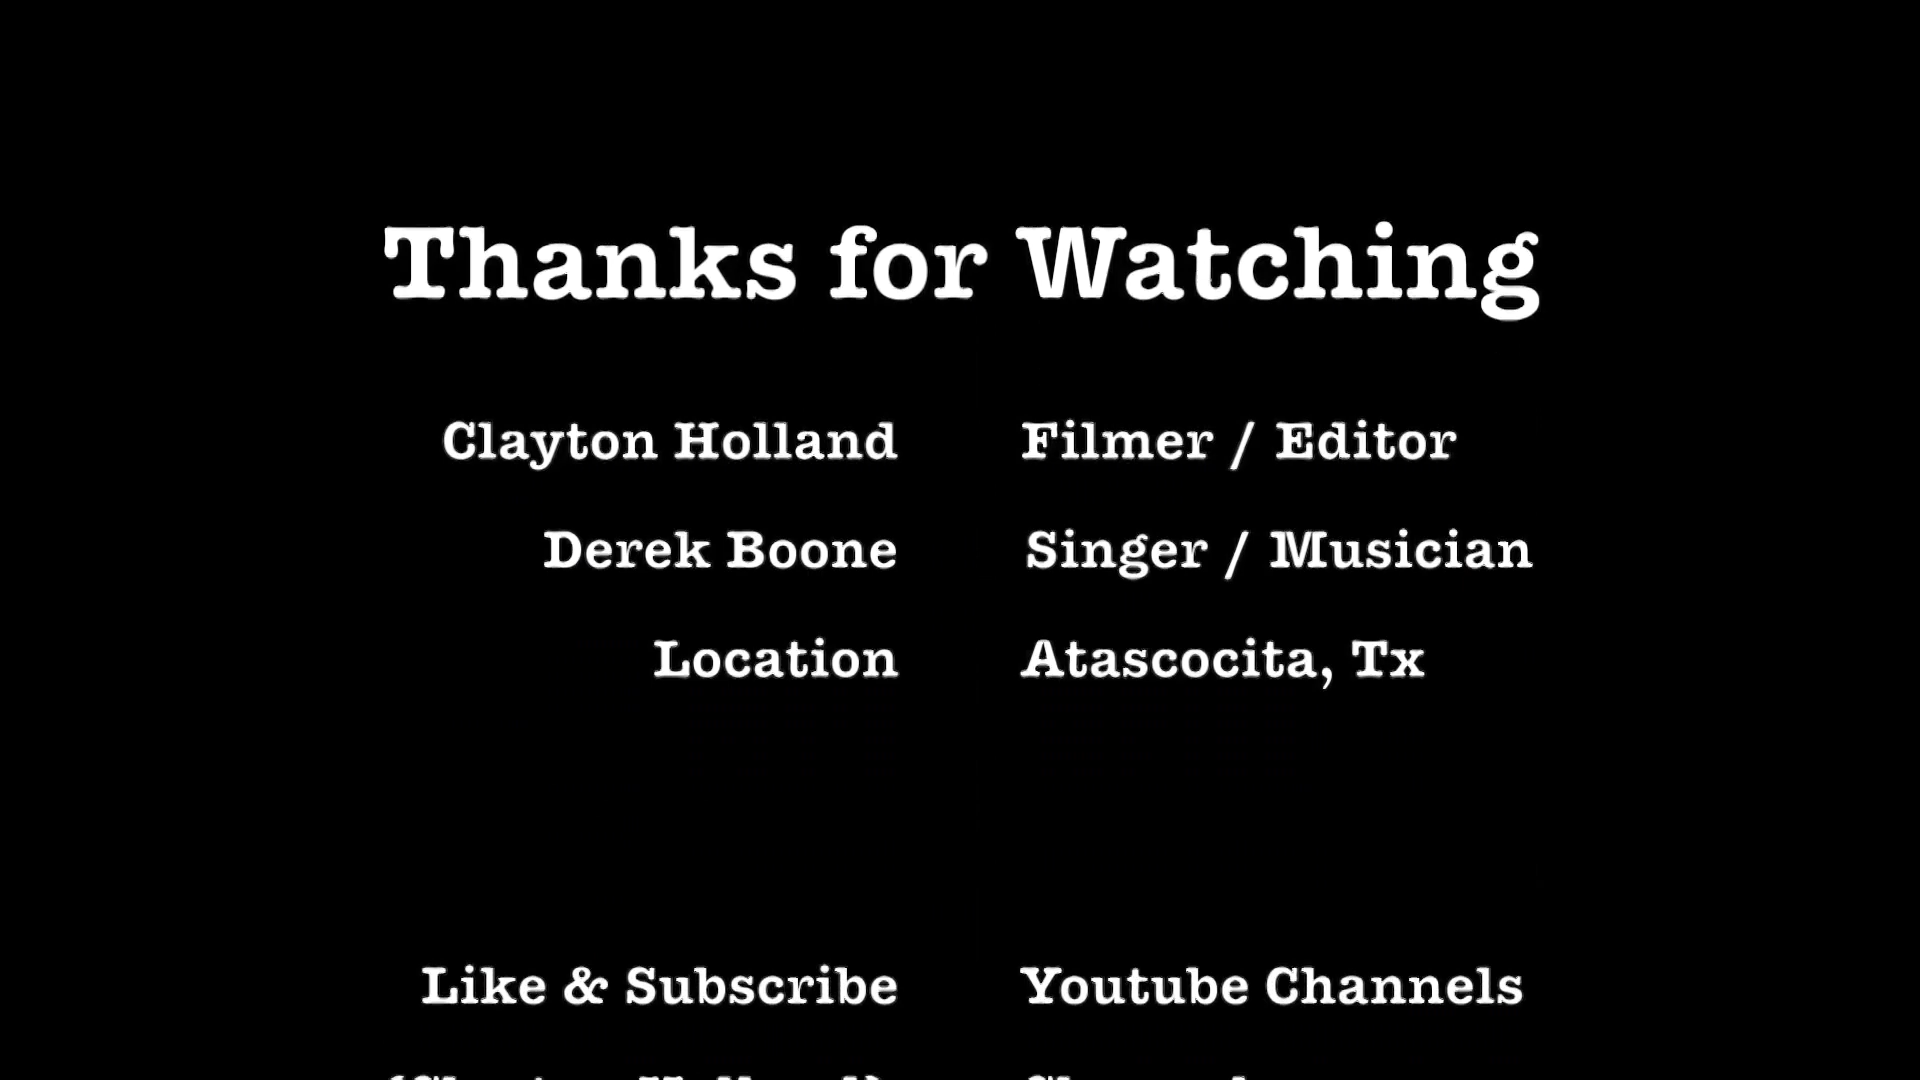 Thanks for Watching
Clayton Holland Filmer / Editor
Derek Boone Singer / Musician
Location Atascocita, Tx
Like & Subscribe Youtube Channels